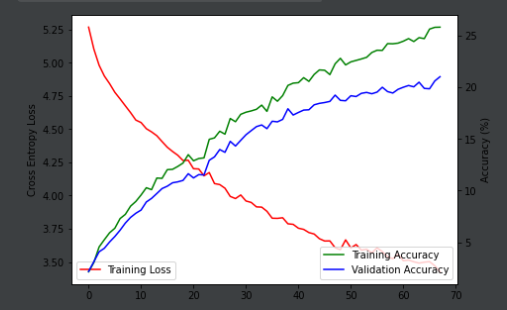 5.25
5.00
4.75
4.50
4.25
4.00
3.75
3.50
Cross Entropy Loss
25
20
15
10
5
Accuracy (%)
Training Loss
Training Accuracy
Validation Accuracy
0 10 20 30 40 50 60 70